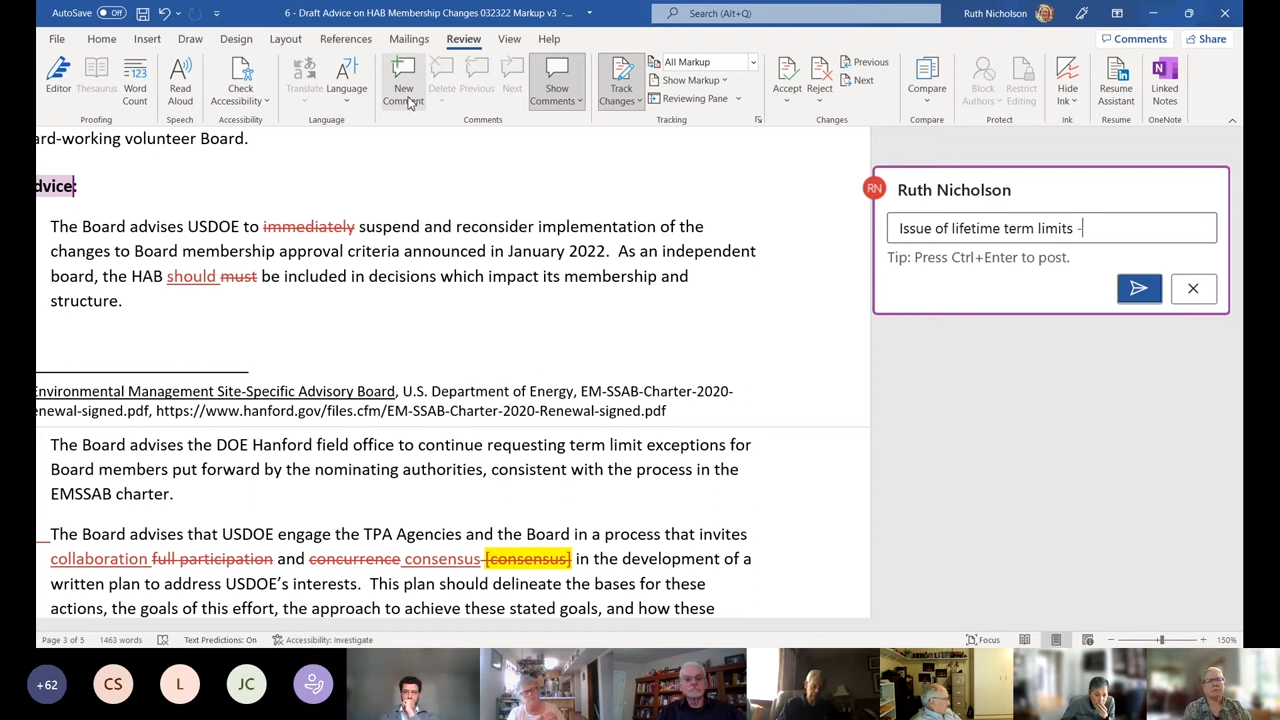 AutoSave Off 6 - Draft Advice on HAB Membership Changes 032322 Markup v3 -... Search (Alt+Q) Ruth Nicholson
File Home Insert Draw Design Layout References Mailings Review View Help Comments Share
Editor Thesaurus Word Count Read Aloud Check Accessibility Translate Language New Comment Delete Previous Next Show Comments Track Changes All Markup Show Markup Reviewing Pane Accept Reject Previous Next Compare Block Authors Restrict Editing Hide Ink Resume Assistant Linked Notes
Proofing Speech Accessibility Language Comments Tracking Changes Compare Protect Ink Resume OneNote
ard-working volunteer Board.
dvice:
The Board advises USDOE to immediately suspend and reconsider implementation of the
changes to Board membership approval criteria announced in January 2022. As an independent
board, the HAB should must be included in decisions which impact its membership and
structure.
Environmental Management Site-Specific Advisory Board, U.S. Department of Energy, EM-SSAB-Charter-2020-
enewal-signed.pdf, https://www.hanford.gov/files.cfm/EM-SSAB-Charter-2020-Renewal-signed.pdf
The Board advises the DOE Hanford field office to continue requesting term limit exceptions for
Board members put forward by the nominating authorities, consistent with the process in the
EMSSAB charter.
The Board advises that USDOE engage the TPA Agencies and the Board in a process that invites
collaboration full participation and concurrence consensus [consensus] in the development of a
written plan to address USDOE's interests. This plan should delineate the bases for these
actions, the goals of this effort, the approach to achieve these stated goals, and how these
RN Ruth Nicholson
Issue of lifetime term limits -
Tip: Press Ctrl+Enter to post.
Page 3 of 5 1463 words Text Predictions: On Accessibility: Investigate Focus 150%
+62 CS L JC